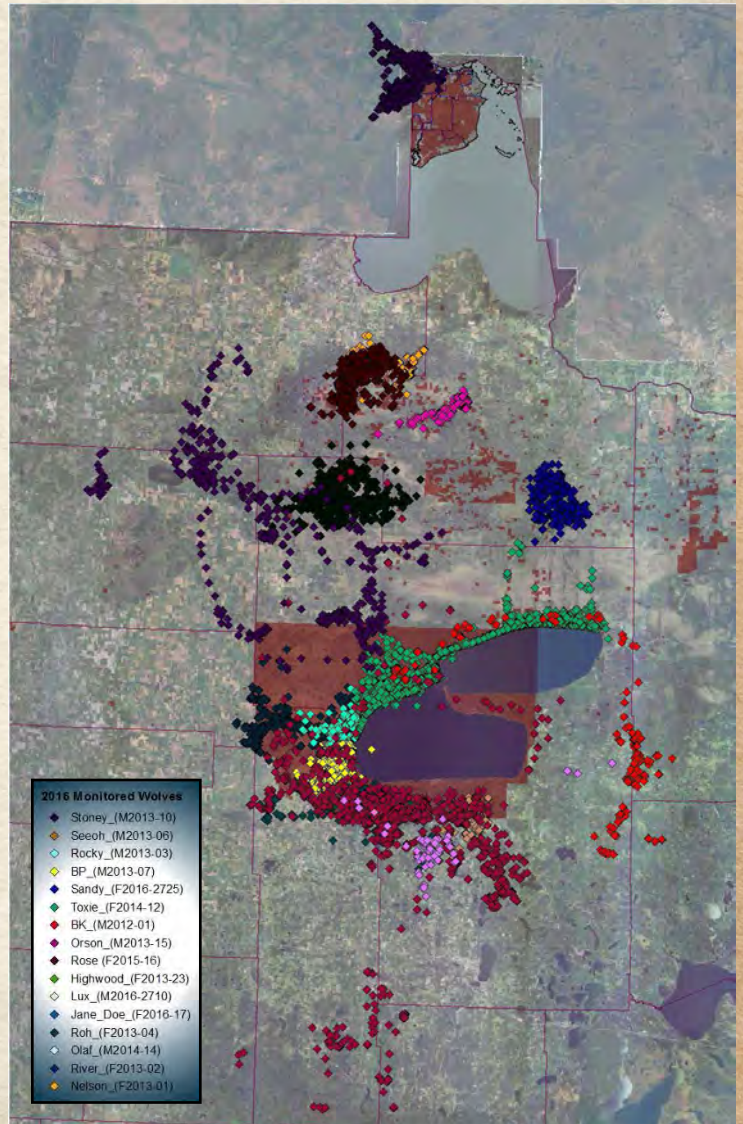 2016 Monitored Wolves
Stoney_(M2013-10)
Seeoh_(M2013-06)
Rocky_(M2013-03)
BP_(M2013-07)
Sandy_(F2016-2725)
Toxie_(F2014-12)
BK_(M2012-01)
Orson_(M2013-15)
Rose (F2015-16)
Highwood_(F2013-23)
Lux_(M2016-2710)
Jane_Doe_(F2016-17)
Roh_(F2013-04)
Olaf_(M2014-14)
River_(F2013-02)
Nelson_(F2013-01)